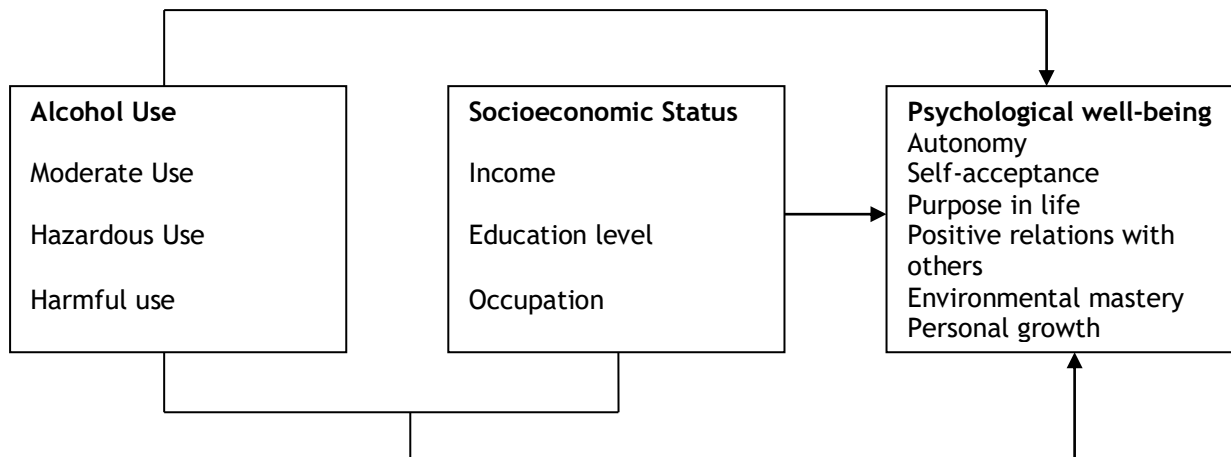 Alcohol Use
Moderate Use
Hazardous Use
Harmful use
Socioeconomic Status
Income
Education level
Occupation
Psychological well-being
Autonomy
Self-acceptance
Purpose in life
Positive relations with
others
Environmental mastery
Personal growth